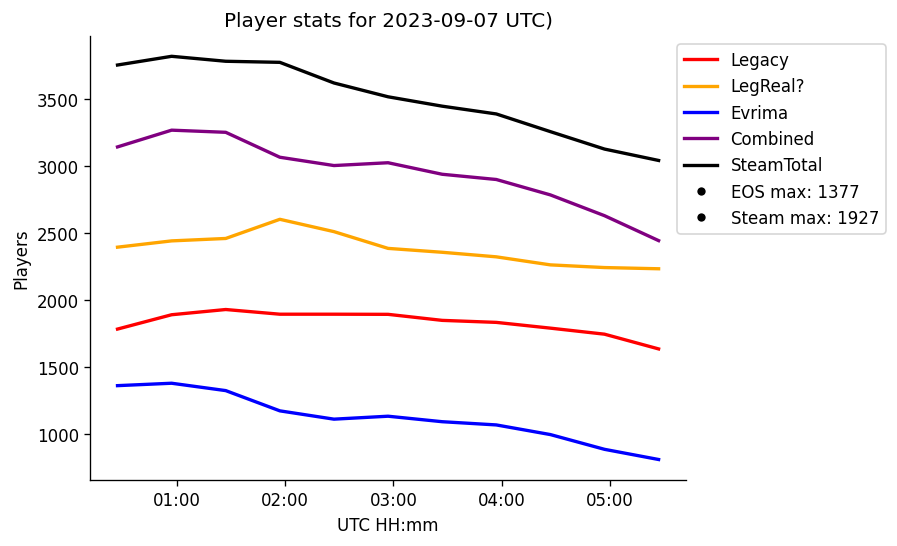 Player stats for 2023-09-07 UTC)
Legacy
LegReal?
Evrima
Combined
SteamTotal
EOS max: 1377
Steam max: 1927
Players
3500
3000
2500
2000
1500
1000
01:00 02:00 03:00 04:00 05:00
UTC HH:mm